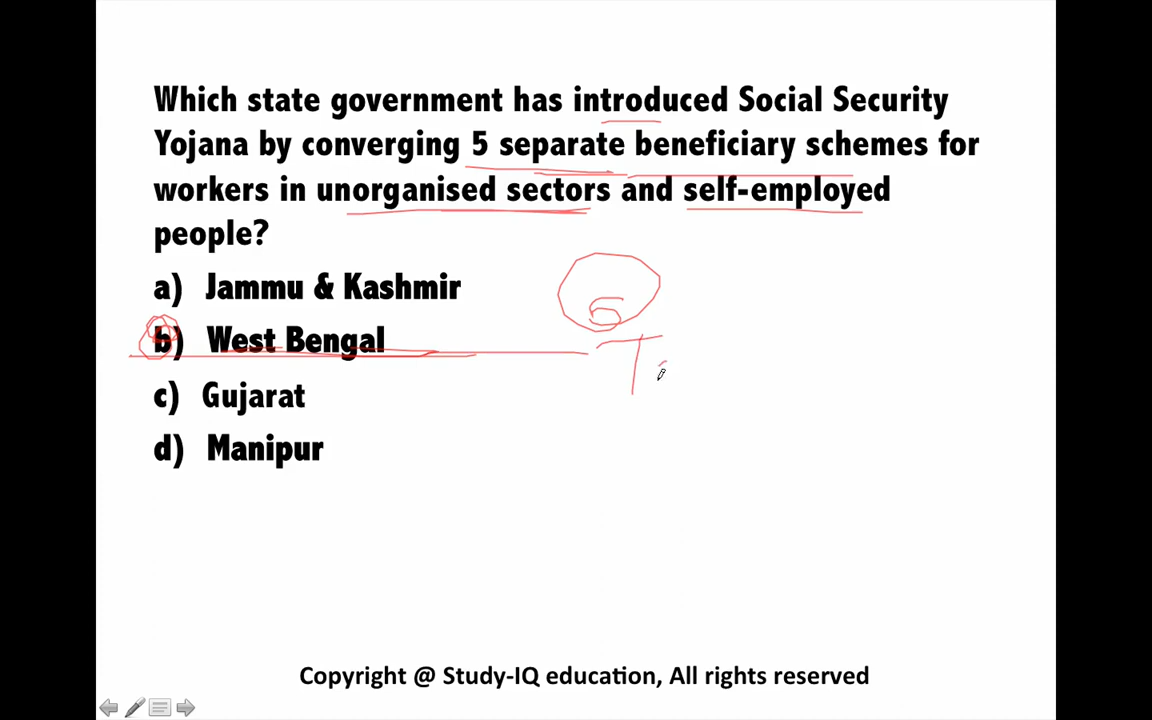 Which state government has introduced Social Security
Yojana by converging 5 separate beneficiary schemes for
workers in unorganised sectors and self-employed
people?
a) Jammu & Kashmir
b) West Bengal
5
T
c) Gujarat
d) Manipur
Copyright @ Study-IQ education, All rights reserved